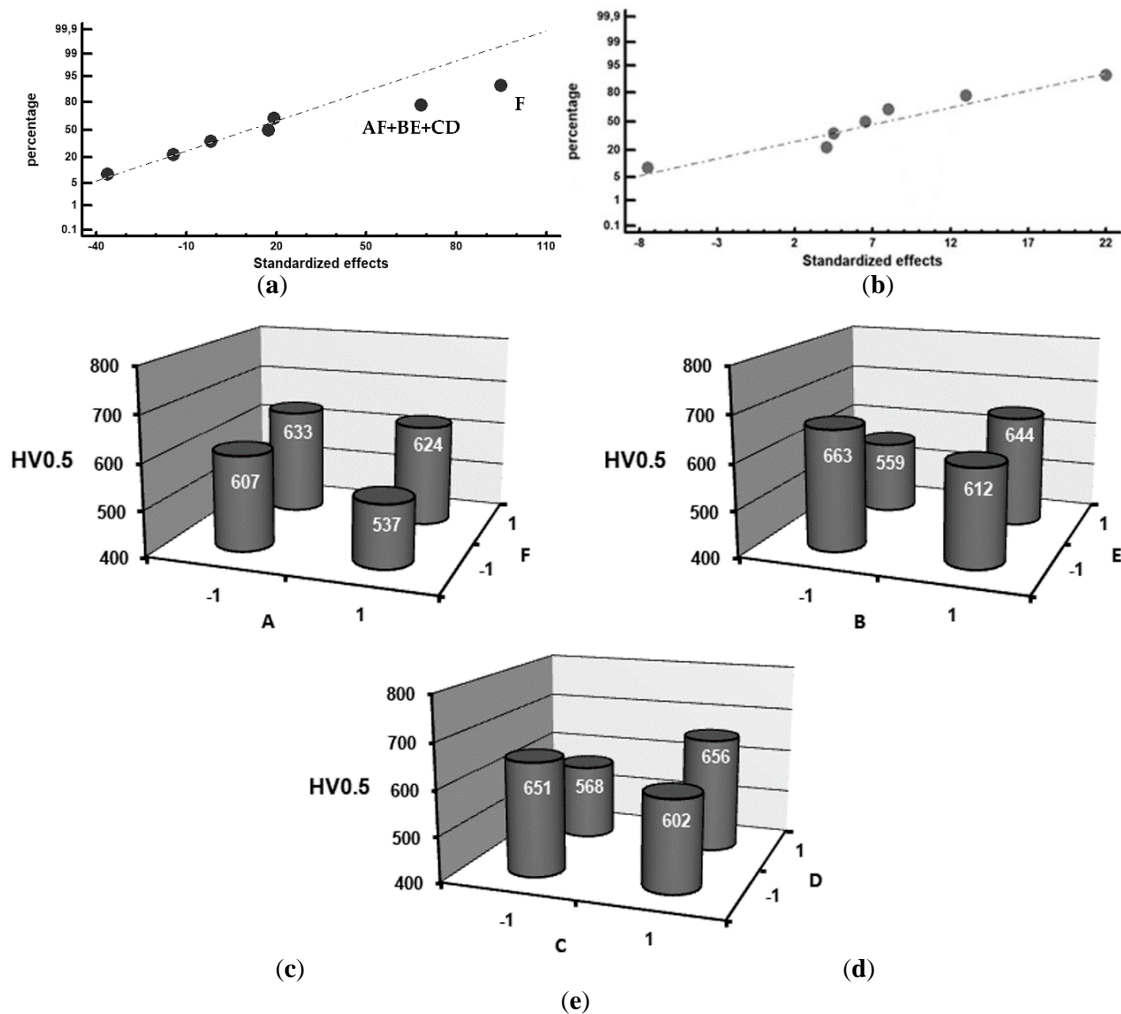 99,9
99
95
80
50
20
5
1
0.1
percentage
AF+BE+CD
F
-40 -10 20 50 80 110
Standardized effects
(a)
99,9
99
95
80
50
20
5
1
0.1
percentage
-8 -3 2 7 12 17 22
Standardized effects
(b)
800
700
600
500
400
HV0.5
607
633
624
537
-1 1
A
-1 1
F
800
700
600
500
400
HV0.5
663
559
644
612
-1 1
B
-1 1
E
800
700
600
500
400
HV0.5
651
568
656
602
-1 1
C
-1 1
D
(c) (d)
(e)